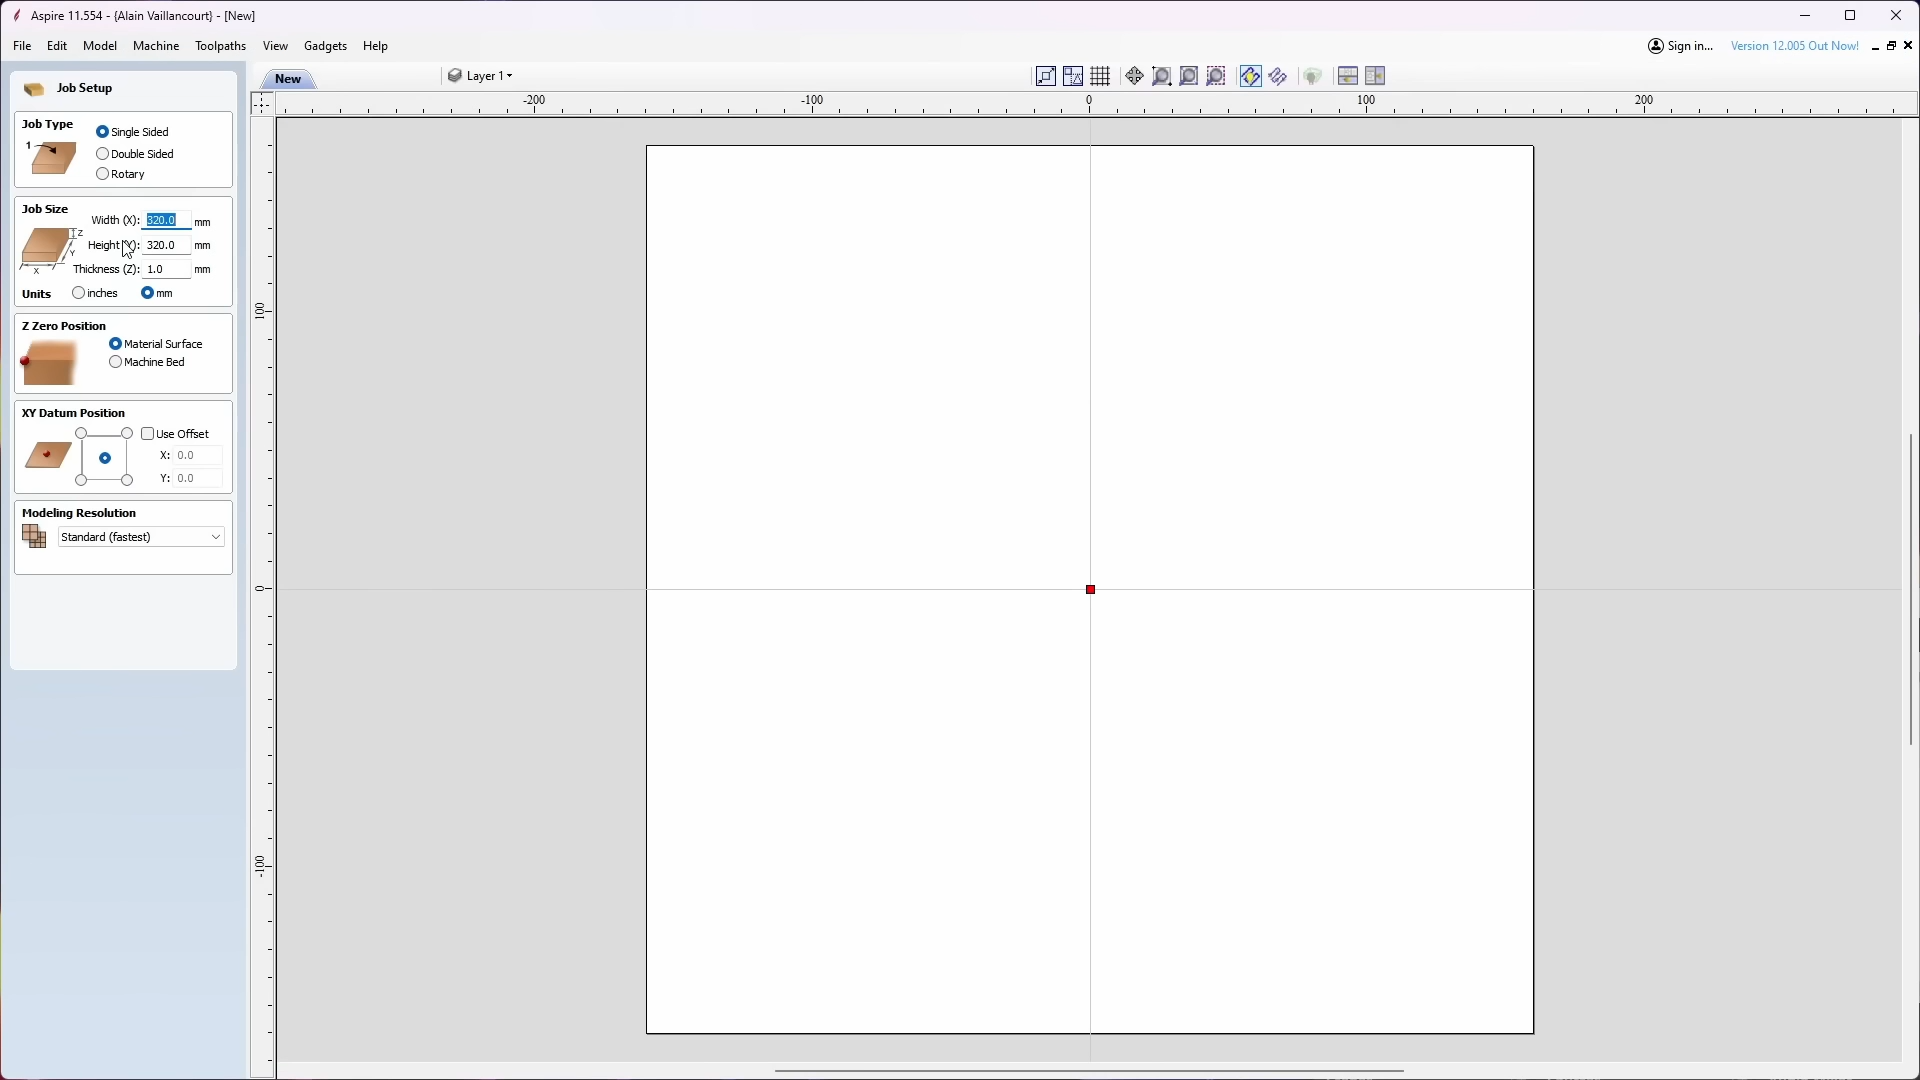 Aspire 11.554 - {Alain Vaillancourt} - [New]
File Edit Model Machine Toolpaths View Gadgets Help
Sign in... Version 12.005 Out Now!
Job Setup
New
Layer 1
-200 -100 0 100 200
Job Type
1
Single Sided
Double Sided
Rotary
Job Size
Width (X): 320.0 mm
Height (Y): 320.0 mm
Thickness (Z): 1.0 mm
Z
Y
X
Units inches mm
Z Zero Position
Material Surface
Machine Bed
XY Datum Position
Use Offset
X: 0.0
Y: 0.0
Modeling Resolution
Standard (fastest)
100
0
-100